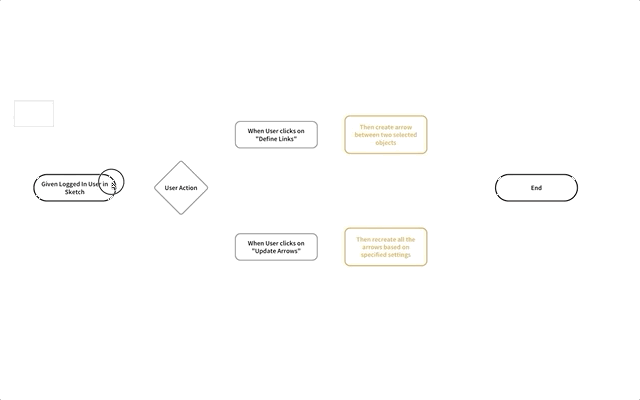 Given Logged In User in
Sketch
User Action
When User clicks on
"Define Links"
Then create arrow
between two selected
objects
When User clicks on
"Update Arrows"
Then recreate all the
arrows based on
specified settings
End